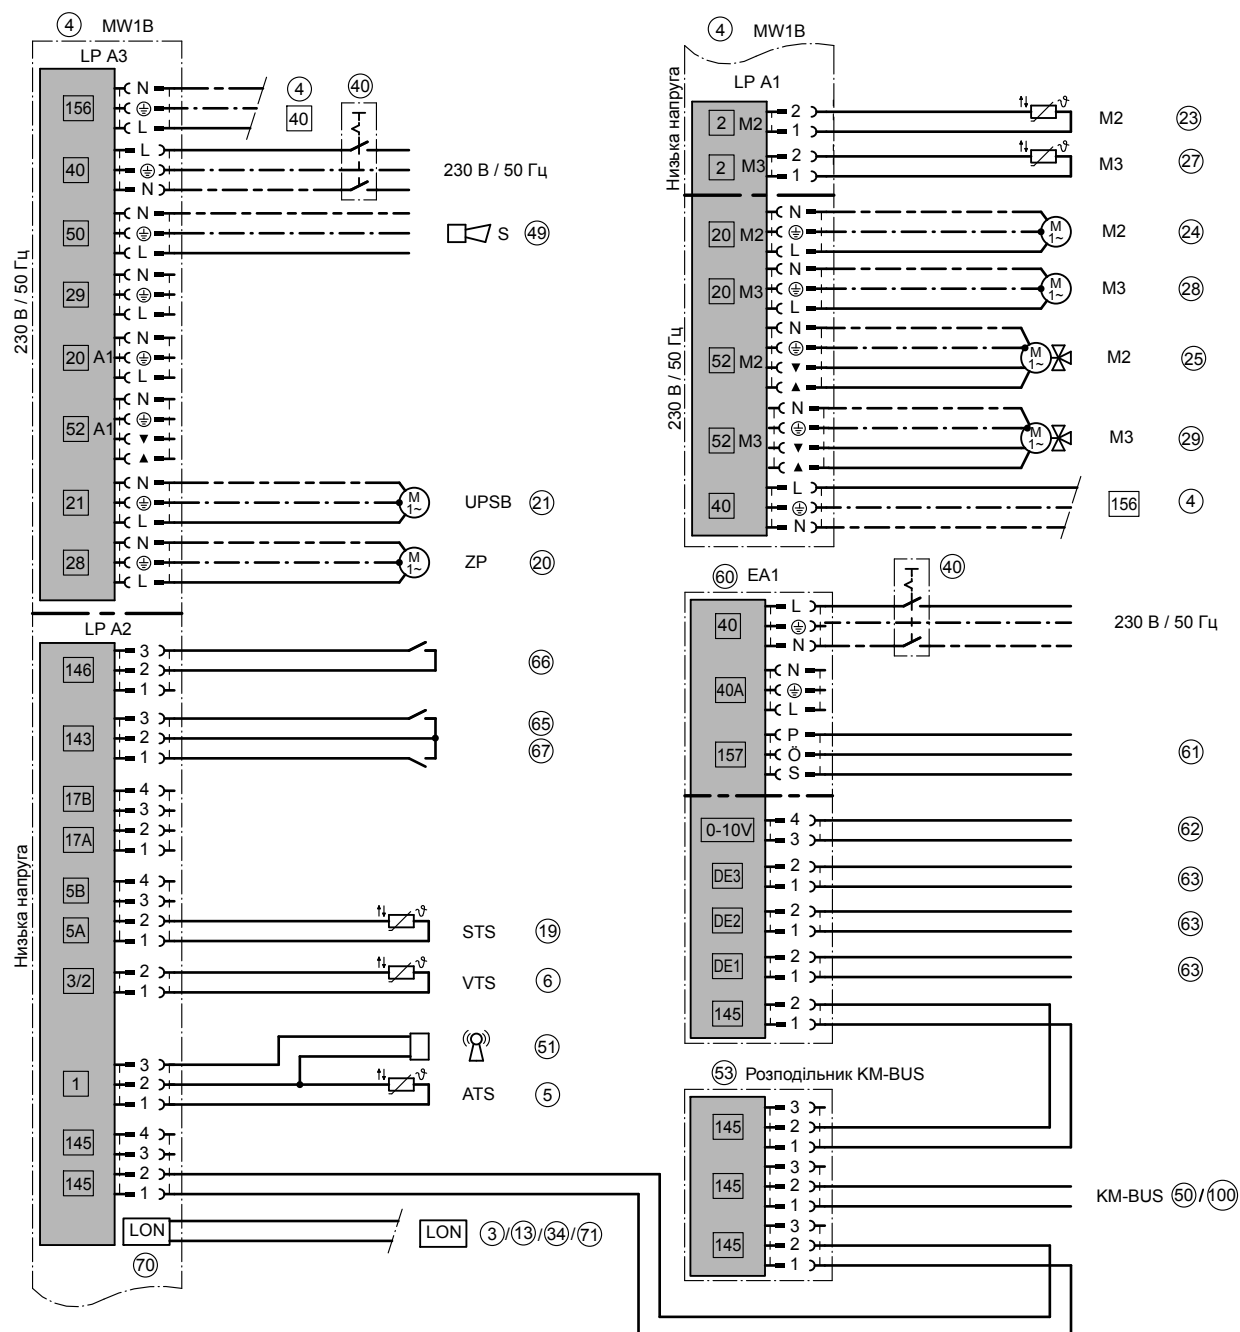 4 MW1B
LP A3
230 В / 50 Гц
156 N
L
4
40
40
40 L
N
230 В / 50 Гц
50 N
L
S 49
29 N
L
20 A1 N
L
52 A1 N
▼
▲
21 N
L
M 1~
UPSB 21
28 N
L
M 1~
ZP 20
LP A2
Низька напруга
146 3
2
1
66
143 3
2
1
65
67
17B 4
3
17A 2
1
5B 4
3
5A 2
1
ϑ
STS 19
3/2 2
1
ϑ
VTS 6
51
1 3
2
1
ϑ
ATS 5
145 4
3
145 2
1
LON
LON 3/13/34/71
70
4 MW1B
LP A1
Низька напруга
2 M2 2
1
ϑ
M2 23
2 M3 2
1
ϑ
M3 27
230 В / 50 Гц
20 M2 N
L
M 1~
M2 24
20 M3 N
L
M 1~
M3 28
52 M2 N
▼
▲
M 1~
M2 25
52 M3 N
▼
▲
M 1~
M3 29
40 L
N
156 4
60 EA1
40
40 L
N
230 В / 50 Гц
40A N
L
157 P
Ö
S
61
0-10V 4
3
62
DE3 2
1
63
DE2 2
1
63
DE1 2
1
63
145 2
1
53 Розподільник KM-BUS
145 3
2
1
145 3
2
1
KM-BUS 50/100
145 3
2
1